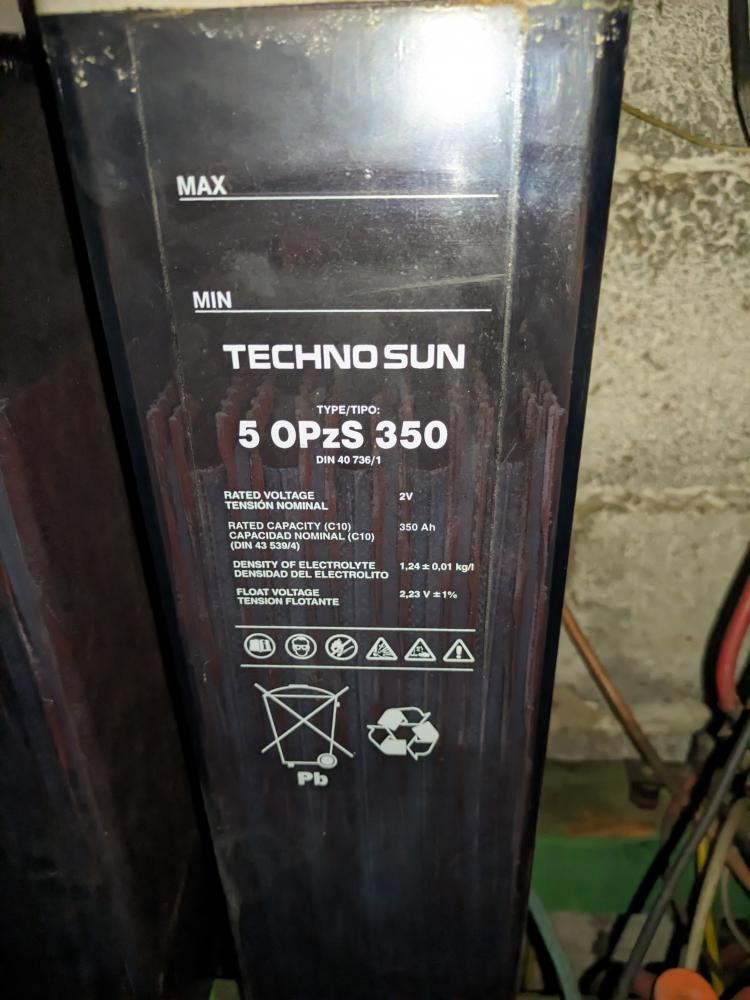 MAX
MIN
TECHNO SUN
TYPE/TIPO:
5 OPzS 350
DIN 40 736/1
RATED VOLTAGE 2V
TENSIÓN NOMINAL
RATED CAPACITY (C10) 350 Ah
CAPACIDAD NOMINAL (C10)
(DIN 43 539/4)
DENSITY OF ELECTROLYTE 1,24 ± 0,01 kg/l
DENSIDAD DEL ELECTROLITO
FLOAT VOLTAGE 2,23 V ±1%
TENSION FLOTANTE
Pb